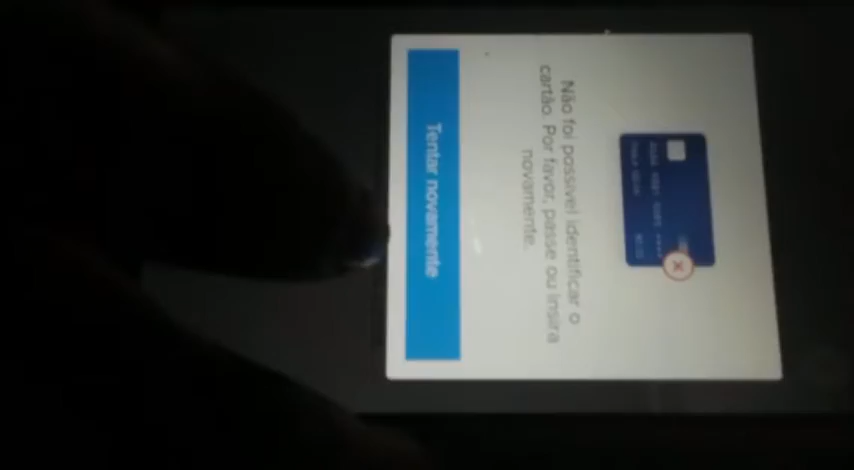 Não foi possível identificar o
cartão. Por favor, passe ou insira
novamente.
Tentar novamente